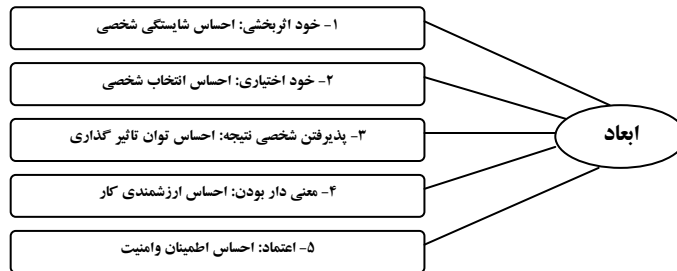 ۱- خود اثربخشی: احساس شایستگی شخصی
۲- خود اختیاری: احساس انتخاب شخصی
۳- پذیرفتن شخصی نتیجه: احساس توان تاثیر گذاری
۴- معنی دار بودن: احساس ارزشمندی کار
۵- اعتماد: احساس اطمینان وامنیت
ابعاد